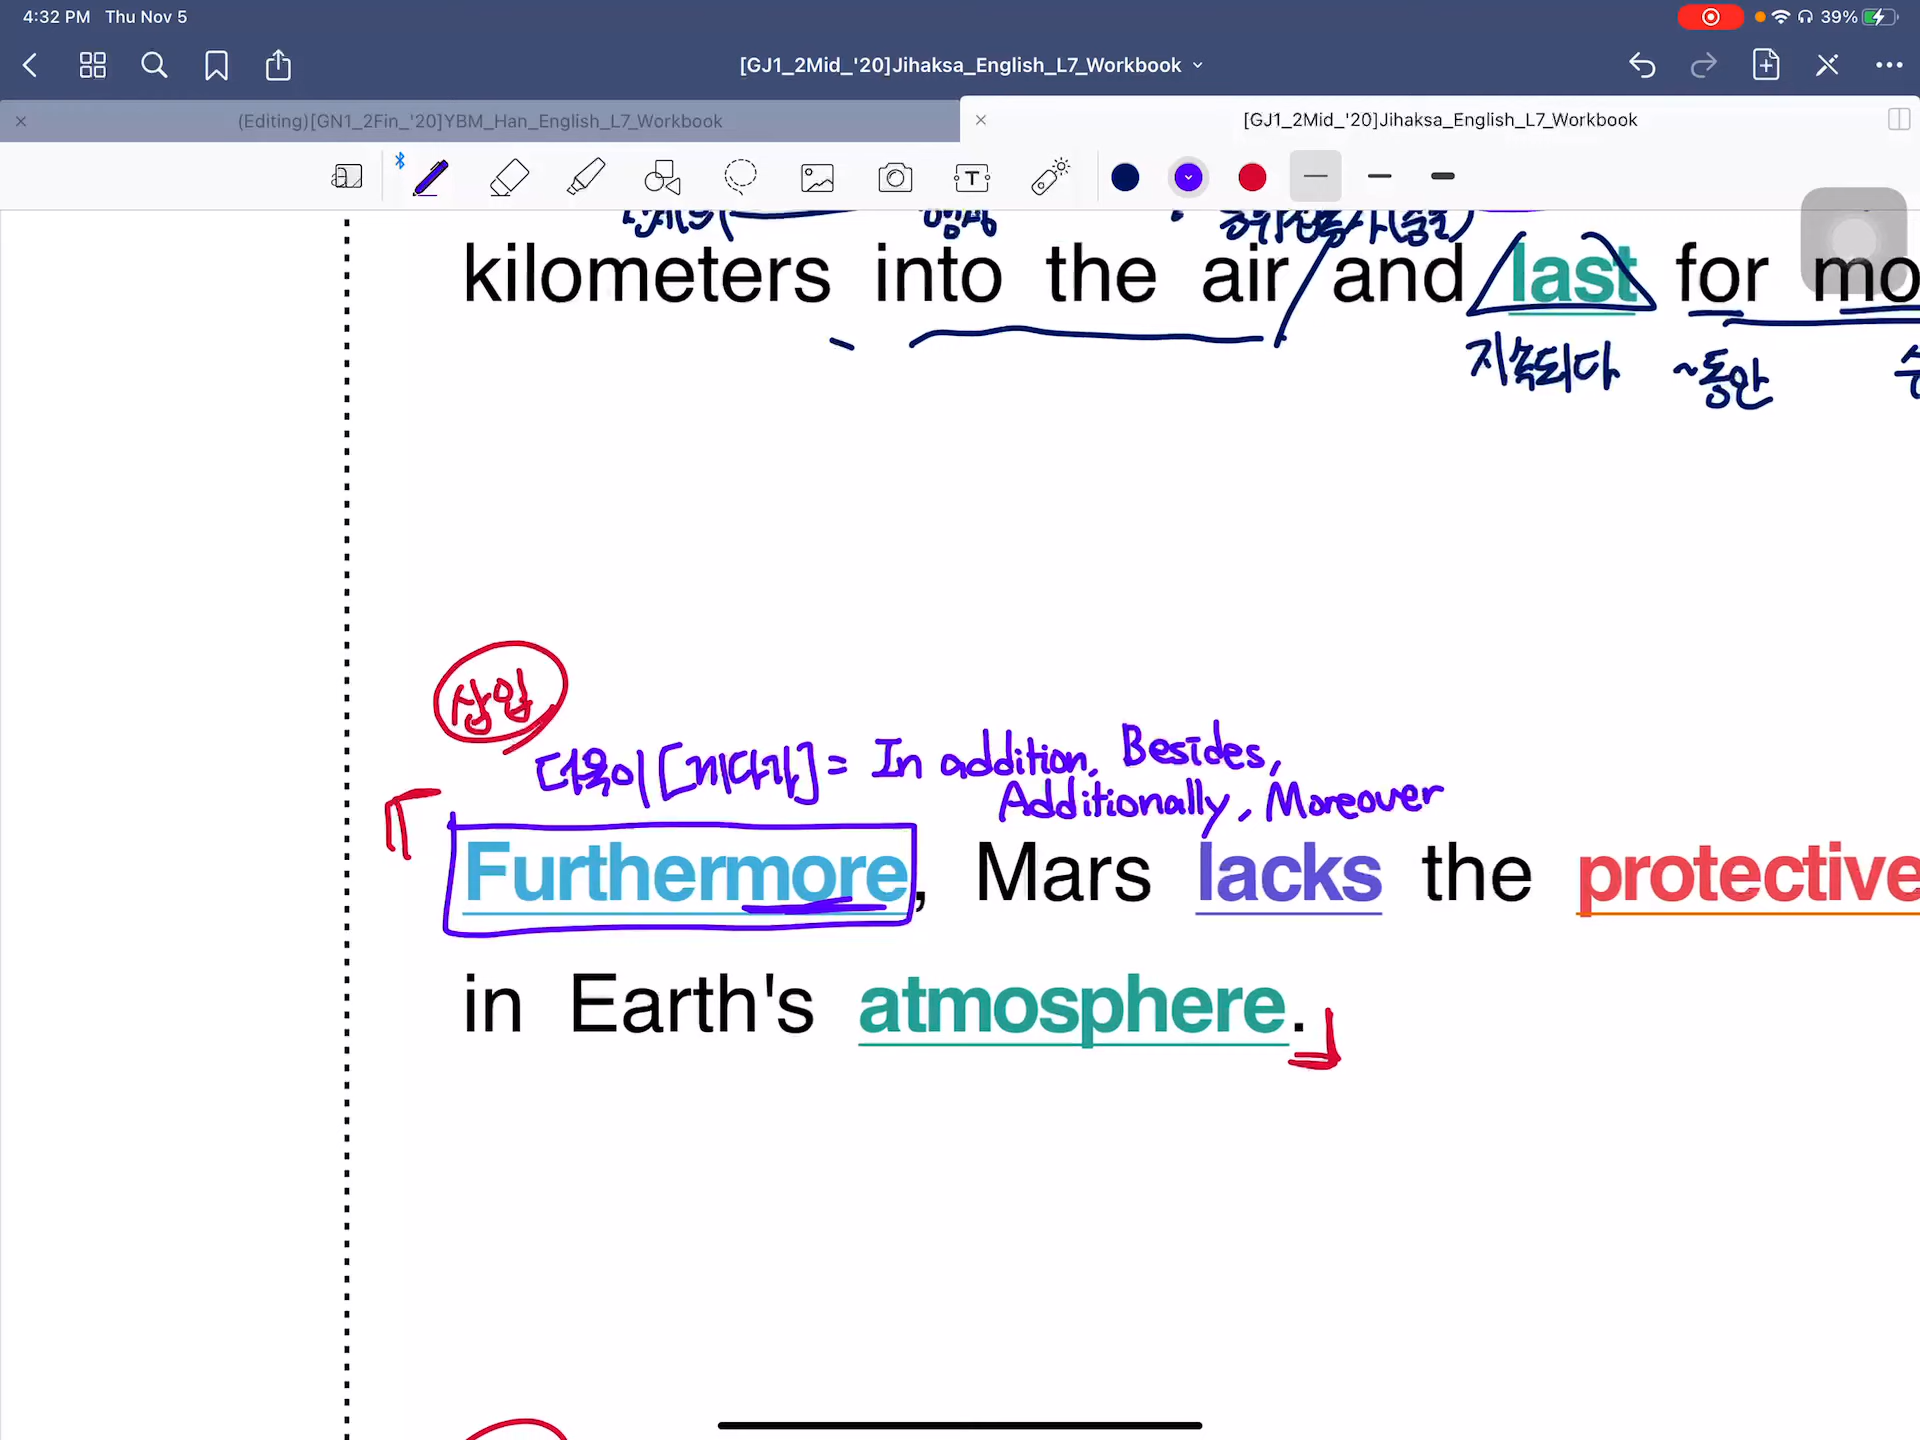 4:32 PM Thu Nov 5
39%
[GJ1_2Mid_'20]Jihaksa_English_L7_Workbook
(Editing)[GN1_2Fin_'20]YBM_Han_English_L7_Workbook
[GJ1_2Mid_'20]Jihaksa_English_L7_Workbook
kilometers into the air and last for mo
지속되다 ~동안
삽입
더욱이 [게다가] = In addition, Besides,
Additionally, Moreover
Furthermore, Mars lacks the protective
in Earth's atmosphere.